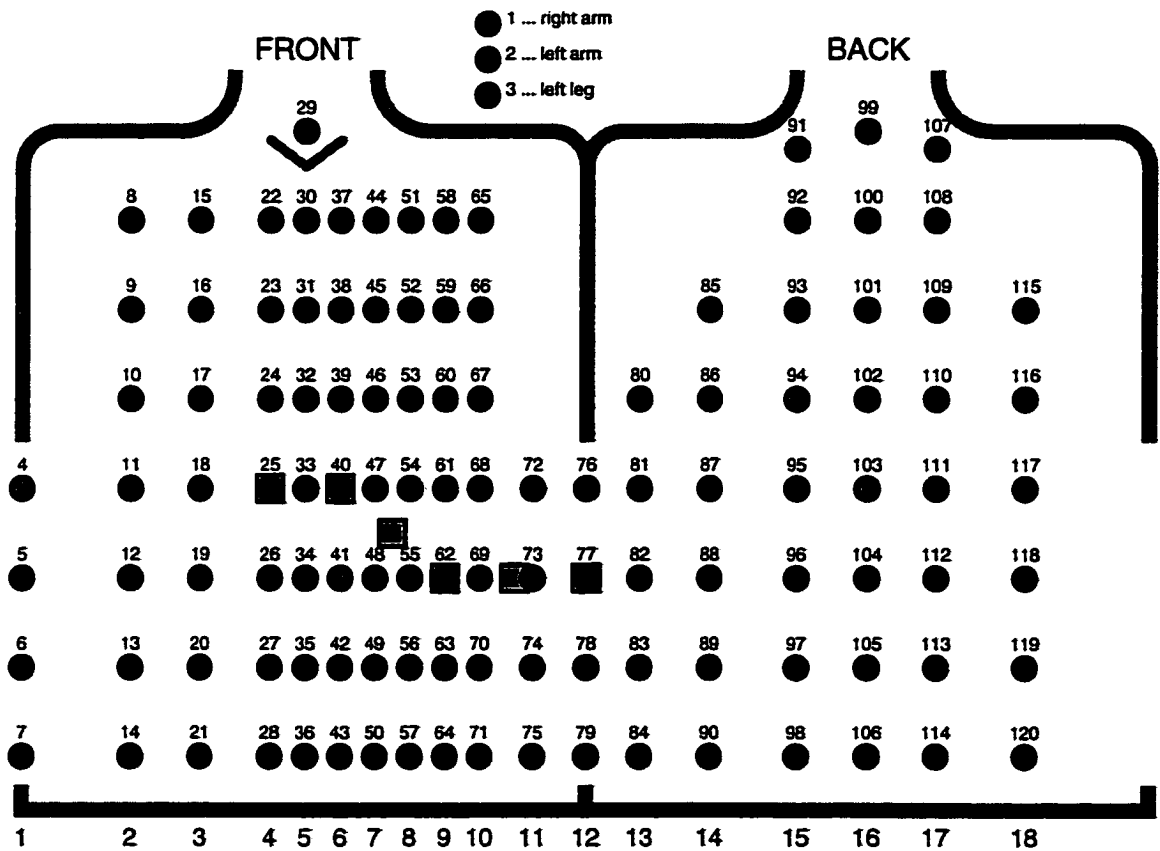 1 ... right arm
FRONT BACK
2 ... left arm
3 ... left leg
29 99
91 107
8 15 22 30 37 44 51 58 65 92 100 108
9 16 23 31 38 45 52 59 66 85 93 101 109 115
10 17 24 32 39 46 53 60 67 80 86 94 102 110 116
4 11 18 25 33 40 47 54 61 68 72 76 81 87 95 103 111 117
5 12 19 26 34 41 48 55 62 69 73 77 82 88 96 104 112 118
6 13 20 27 35 42 49 56 63 70 74 78 83 89 97 105 113 119
7 14 21 28 36 43 50 57 64 71 75 79 84 90 98 106 114 120
1 2 3 4 5 6 7 8 9 10 11 12 13 14 15 16 17 18